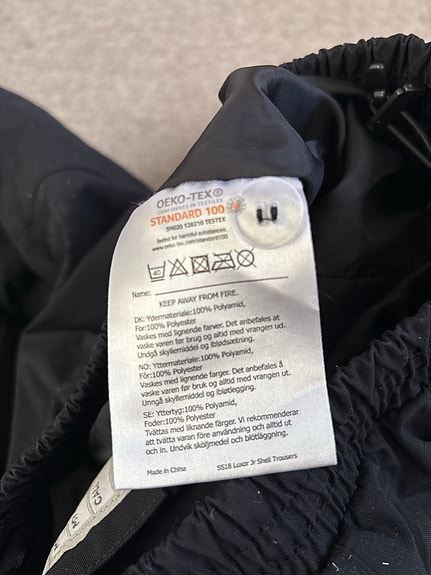 OEKO-TEX®
CONFIDENCE IN TEXTILES
STANDARD 100
SH020 128210 TESTEX
Tested for harmful substances.
www.oeko-tex.com/standard100
40
Name:
KEEP AWAY FROM FIRE.
DK: Ydermateriale:100% Polyamid,
For:100% Polyester
Vaskes med lignende farver. Det anbefales at
vaske varen før brug og altid med vrangen ud.
Undgå skyllemiddel og iblødsætning.
NO: Yttermateriale:100% Polyamid,
Fôr:100% Polyester
Vaskes med lignende farger. Det anbefales å
vaske varen før bruk og alltid med vrangen ut.
Unngå skyllemiddel og ibløtlegging.
SE: Yttertyg:100% Polyamid,
Foder:100% Polyester
Tvättas med liknande färger. Vi rekommenderar
att tvätta varan före användning och alltid ut
och in. Undvik sköljmedel och blötläggning.
Made in China
SS18 Luxor Jr Shell Trousers